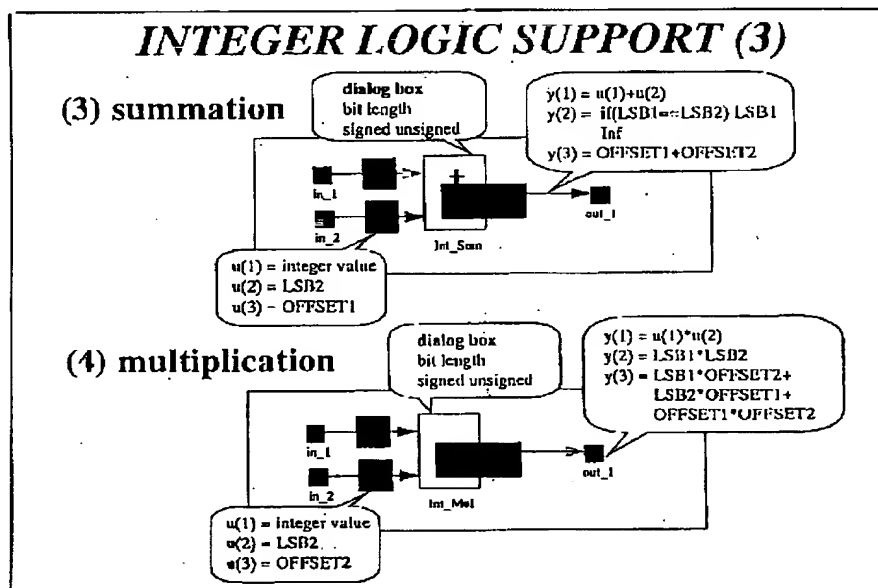 INTEGER LOGIC SUPPORT (3)
(3) summation
dialog box
bit length
signed unsigned
y(1) = u(1)+u(2)
y(2) = if(LSB1==LSB2) LSB1
Inf
y(3) = OFFSET1+OFFSET2
+
in_1
in_2
Int_Sum
out_1
u(1) = integer value
u(2) = LSB2
u(3) = OFFSET1
(4) multiplication
dialog box
bit length
signed unsigned
y(1) = u(1)*u(2)
y(2) = LSB1*LSB2
y(3) = LSB1*OFFSET2+
LSB2*OFFSET1+
OFFSET1*OFFSET2
in_1
in_2
Int_Mul
out_1
u(1) = integer value
u(2) = LSB2
u(3) = OFFSET2